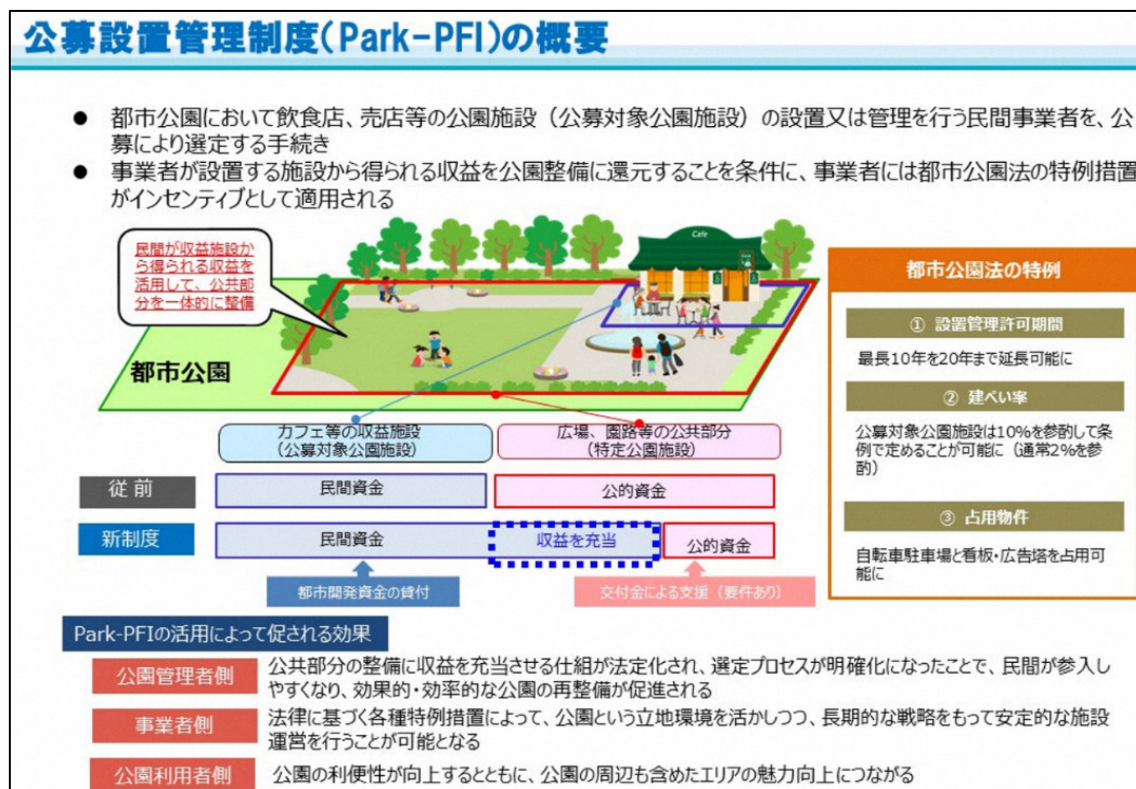 公募設置管理制度(Park-PFI)の概要
● 都市公園において飲食店、売店等の公園施設（公募対象公園施設）の設置又は管理を行う民間事業者を、公
募により選定する手続き
● 事業者が設置する施設から得られる収益を公園整備に還元することを条件に、事業者には都市公園法の特例措置
がインセンティブとして適用される
民間が収益施設か
ら得られる収益を
活用して、公共部
分を一体的に整備
Cafe
都市公園
カフェ等の収益施設
（公募対象公園施設）
広場、園路等の公共部分
（特定公園施設）
従 前
民間資金
公的資金
新制度
民間資金
収益を充当
公的資金
都市開発資金の貸付
交付金による支援（要件あり）
都市公園法の特例
① 設置管理許可期間
最長10年を20年まで延長可能に
② 建ぺい率
公募対象公園施設は10%を参酌して条
例で定めることが可能に（通常2%を参
酌）
③ 占用物件
自転車駐車場と看板・広告塔を占用可
能に
Park-PFIの活用によって促される効果
公園管理者側
公共部分の整備に収益を充当させる仕組が法定化され、選定プロセスが明確化になったことで、民間が参入し
やすくなり、効果的・効率的な公園の再整備が促進される
事業者側
法律に基づく各種特例措置によって、公園という立地環境を活かしつつ、長期的な戦略をもって安定的な施設
運営を行うことが可能となる
公園利用者側
公園の利便性が向上するとともに、公園の周辺も含めたエリアの魅力向上につながる